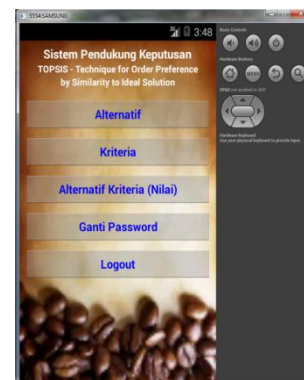 5554:SAMSUNG
3G 3:48
Sistem Pendukung Keputusan
TOPSIS - Technique for Order Preference
by Similarity to Ideal Solution
Alternatif
Kriteria
Alternatif Kriteria (Nilai)
Ganti Password
Logout
Basic Controls
Hardware Buttons
MENU
DPAD not enabled in AVD
Hardware Keyboard
Use your physical keyboard to provide input